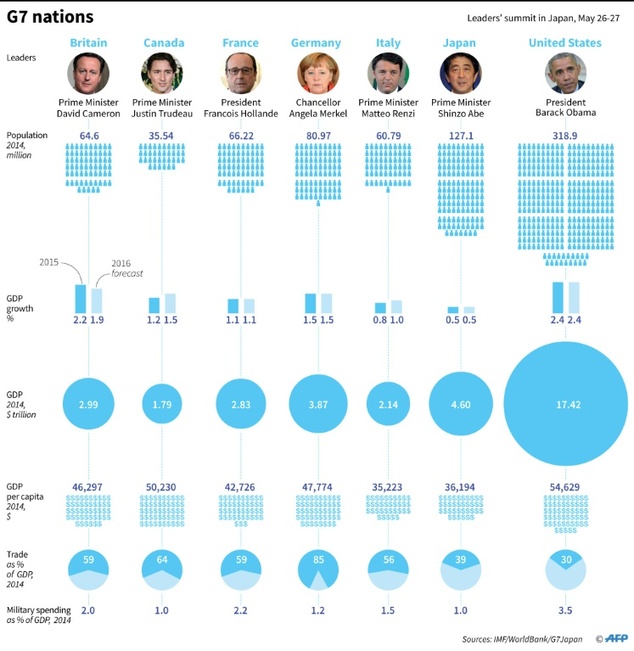 G7 nations
Leaders' summit in Japan, May 26-27
Britain Canada France Germany Italy Japan United States
Leaders
Prime Minister Prime Minister President Chancellor Prime Minister Prime Minister President
David Cameron Justin Trudeau Francois Hollande Angela Merkel Matteo Renzi Shinzo Abe Barack Obama
Population 64.6 35.54 66.22 80.97 60.79 127.1 318.9
2014,
million
2015 2016
forecast
GDP
growth
% 2.2 1.9 1.2 1.5 1.1 1.1 1.5 1.5 0.8 1.0 0.5 0.5 2.4 2.4
GDP
2014, 2.99 1.79 2.83 3.87 2.14 4.60 17.42
$ trillion
GDP 46,297 50,230 42,726 47,774 35,223 36,194 54,629
per capita
2014,
$
Trade 59 64 59 85 56 39 30
as %
of GDP,
2014
Military spending 2.0 1.0 2.2 1.2 1.5 1.0 3.5
as % of GDP, 2014
Sources: IMF/WorldBank/G7Japan © AFP